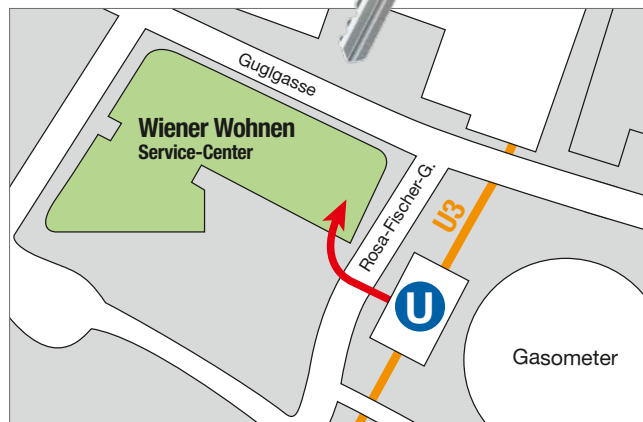 Guglgasse
Wiener Wohnen
Service-Center
Rosa-Fischer-G.
U3
U
Gasometer